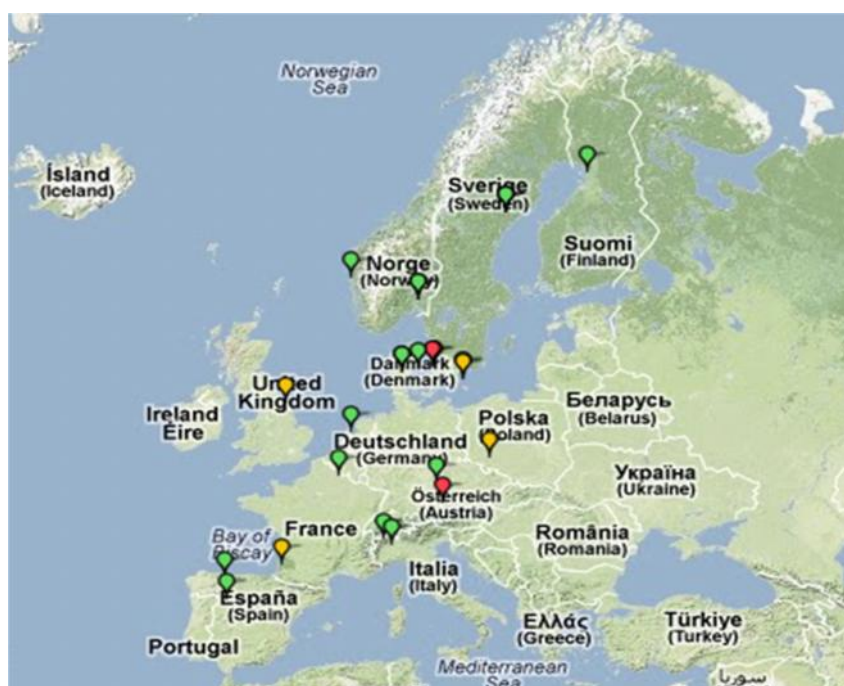 Norwegian
Sea
Ísland
(Iceland)
Sverige
(Sweden)
Suomi
(Finland)
Norge
(Norway)
Danmark
(Denmark)
United
Kingdom
Ireland
Éire
Беларусь
(Belarus)
Polska
(Poland)
Deutschland
(Germany)
Україна
(Ukraine)
Österreich
(Austria)
France
Bay of
Biscay
România
(Romania)
Italia
(Italy)
España
(Spain)
Ελλάς
(Greece)
Türkiye
(Turkey)
Portugal
Mediterranean
Sea
سوريا